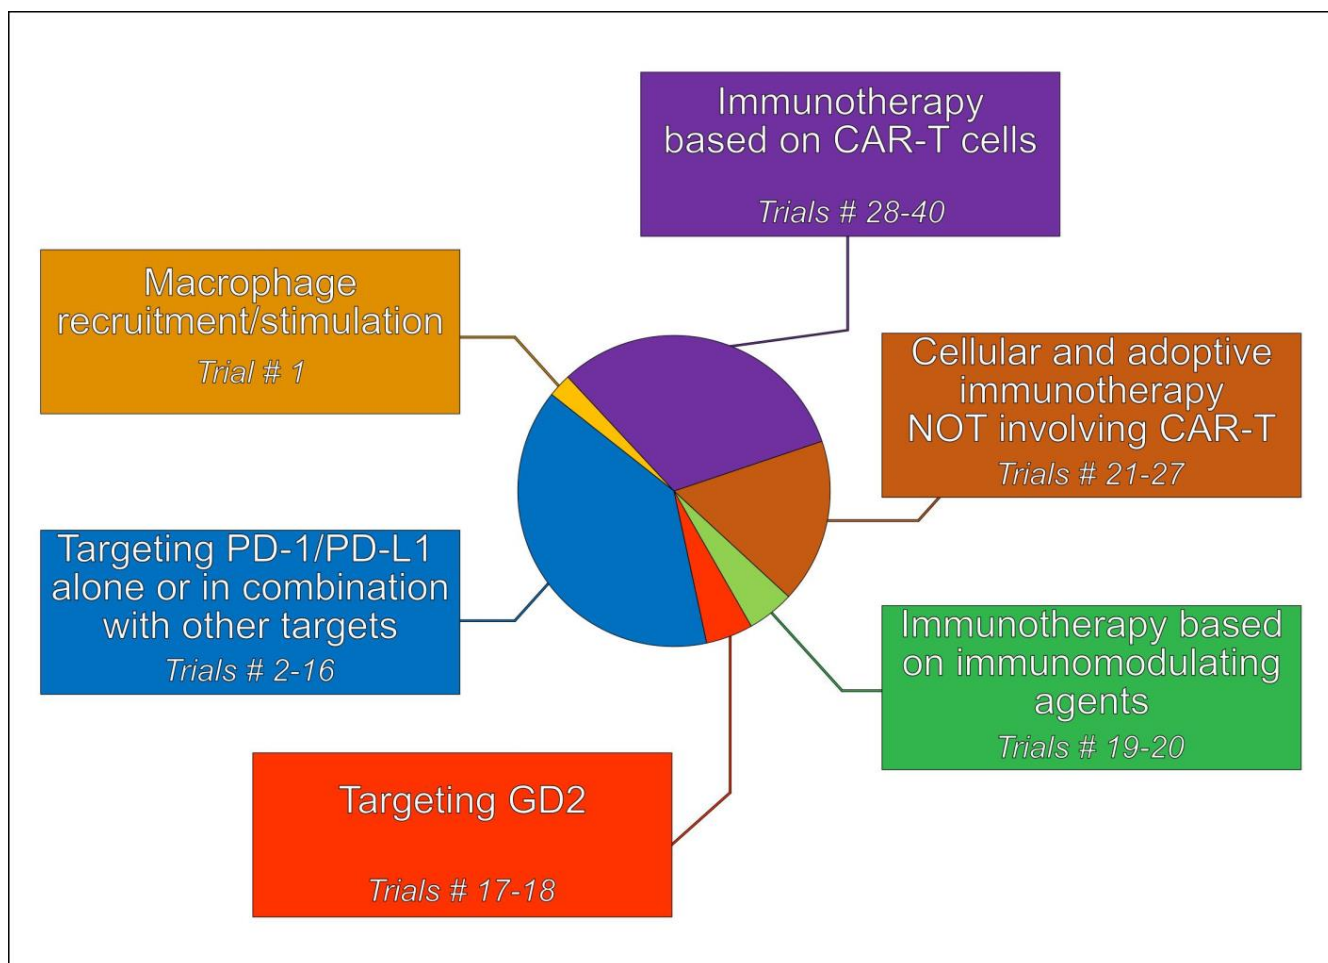 Immunotherapy
based on CAR-T cells
Trials # 28-40
Macrophage
recruitment/stimulation
Trial # 1
Cellular and adoptive
immunotherapy
NOT involving CAR-T
Trials # 21-27
Targeting PD-1/PD-L1
alone or in combination
with other targets
Trials # 2-16
Immunotherapy based
on immunomodulating
agents
Trials # 19-20
Targeting GD2
Trials # 17-18